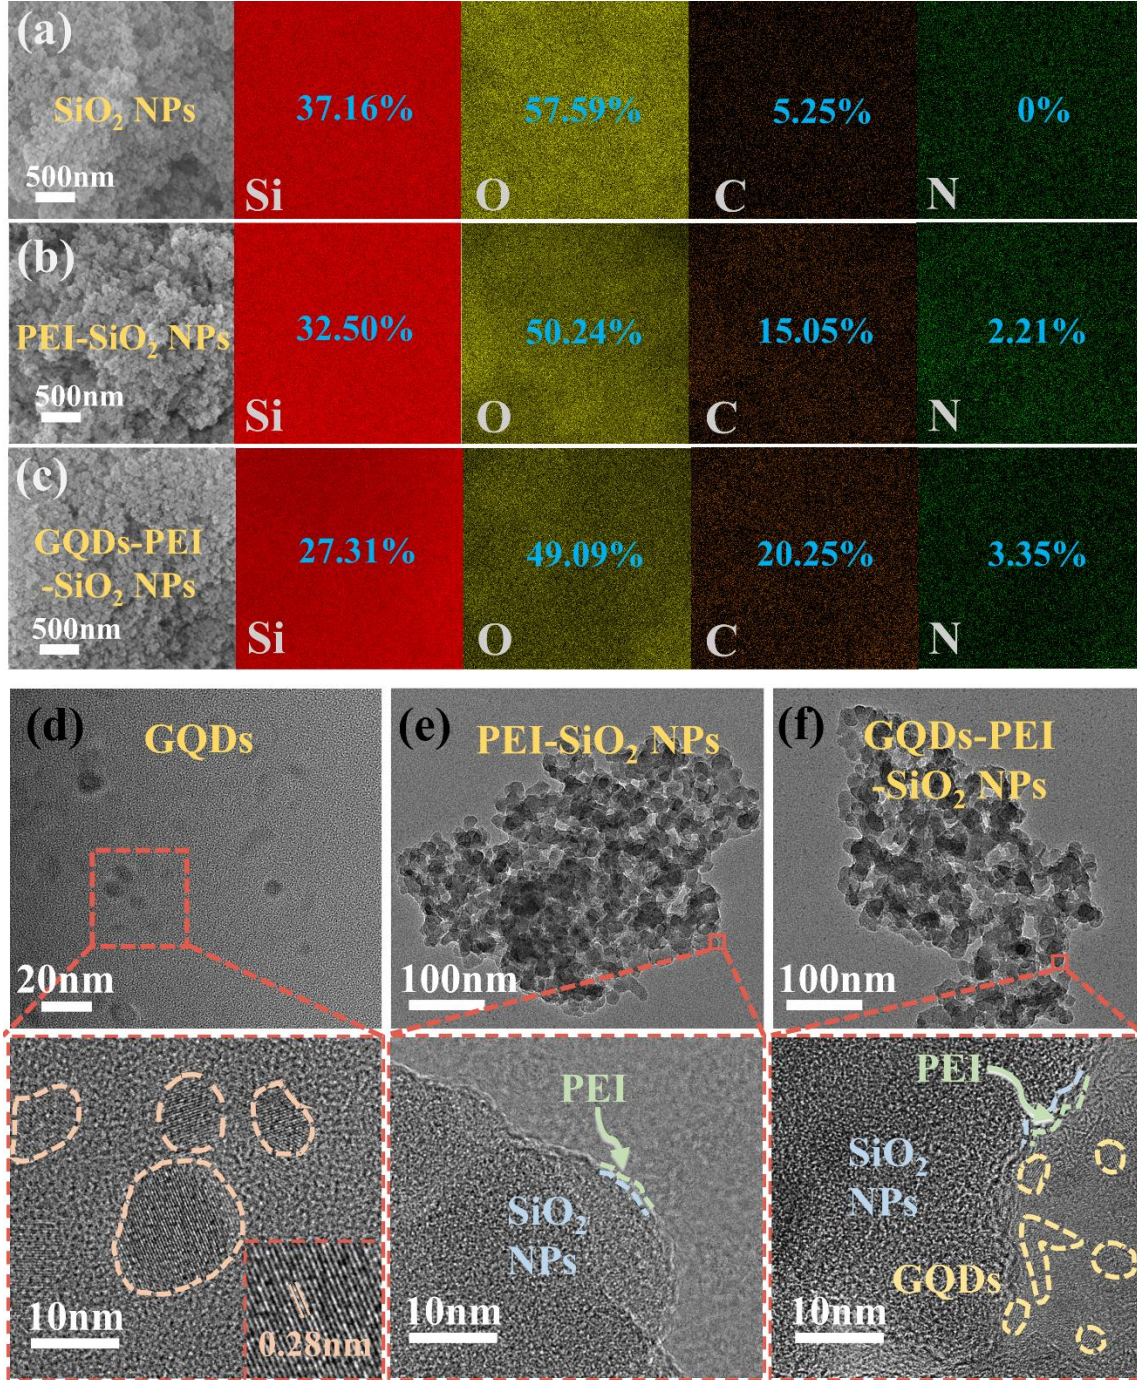 (a)
SiO₂ NPs
500nm
37.16%
Si
57.59%
O
5.25%
C
0%
N
(b)
PEI-SiO₂ NPs
500nm
32.50%
Si
50.24%
O
15.05%
C
2.21%
N
(c)
GQDs-PEI
-SiO₂ NPs
500nm
27.31%
Si
49.09%
O
20.25%
C
3.35%
N
(d)
GQDs
20nm
(e)
PEI-SiO₂ NPs
100nm
(f)
GQDs-PEI
-SiO₂ NPs
100nm
10nm
0.28nm
PEI
SiO₂
NPs
10nm
PEI
SiO₂
NPs
GQDs
10nm